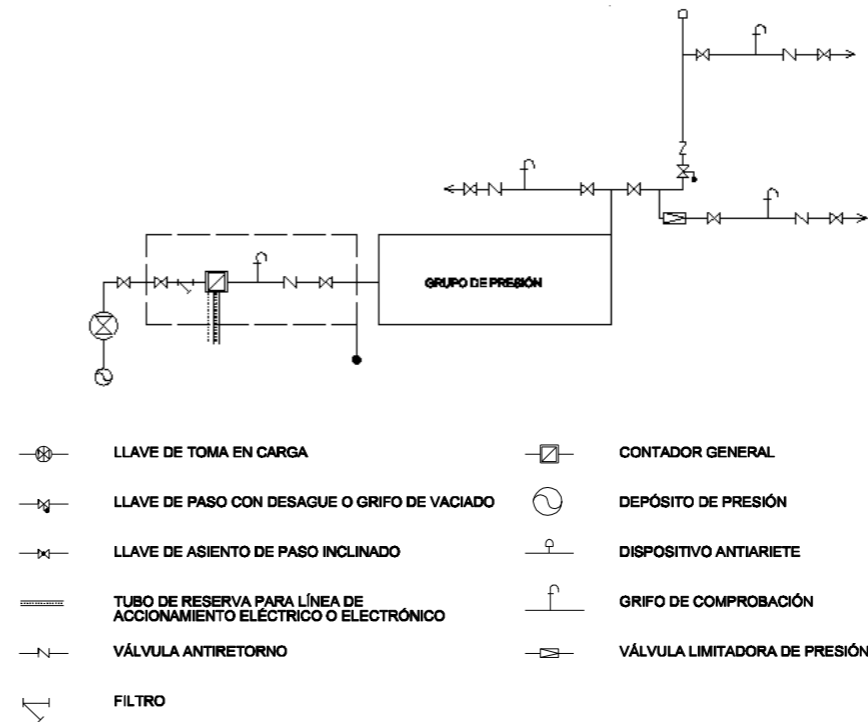 GRUPO DE PRESIÓN
LLAVE DE TOMA EN CARGA
CONTADOR GENERAL
LLAVE DE PASO CON DESAGUE O GRIFO DE VACIADO
DEPÓSITO DE PRESIÓN
LLAVE DE ASIENTO DE PASO INCLINADO
DISPOSITIVO ANTIARIETE
TUBO DE RESERVA PARA LÍNEA DE
ACCIONAMIENTO ELÉCTRICO O ELECTRÓNICO
GRIFO DE COMPROBACIÓN
VÁLVULA ANTIRETORNO
VÁLVULA LIMITADORA DE PRESIÓN
FILTRO